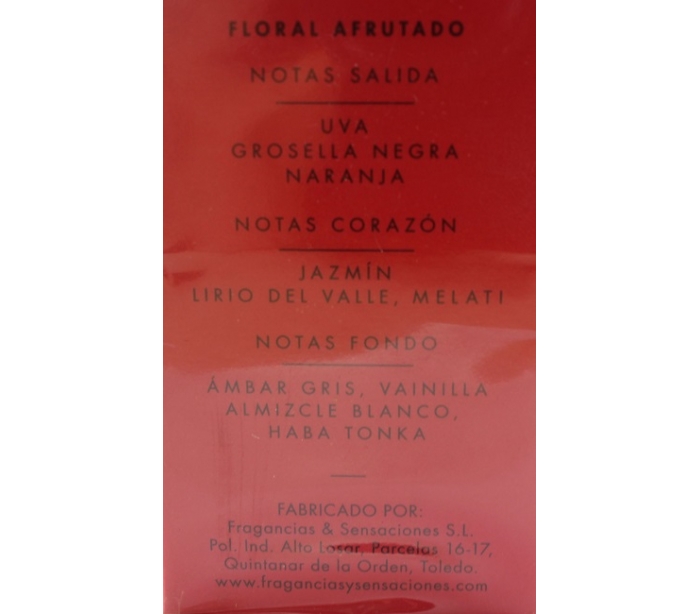 FLORAL AFRUTADO
NOTAS SALIDA
UVA
GROSELLA NEGRA
NARANJA
NOTAS CORAZÓN
JAZMÍN
LIRIO DEL VALLE, MELATI
NOTAS FONDO
ÁMBAR GRIS, VAINILLA
ALMIZCLE BLANCO,
HABA TONKA
FABRICADO POR:
Fragancias & Sensaciones S.L.
Pol. Ind. Alto Losar, Parcelas 16-17,
Quintanar de la Orden, Toledo.
www.fraganciasysensaciones.com